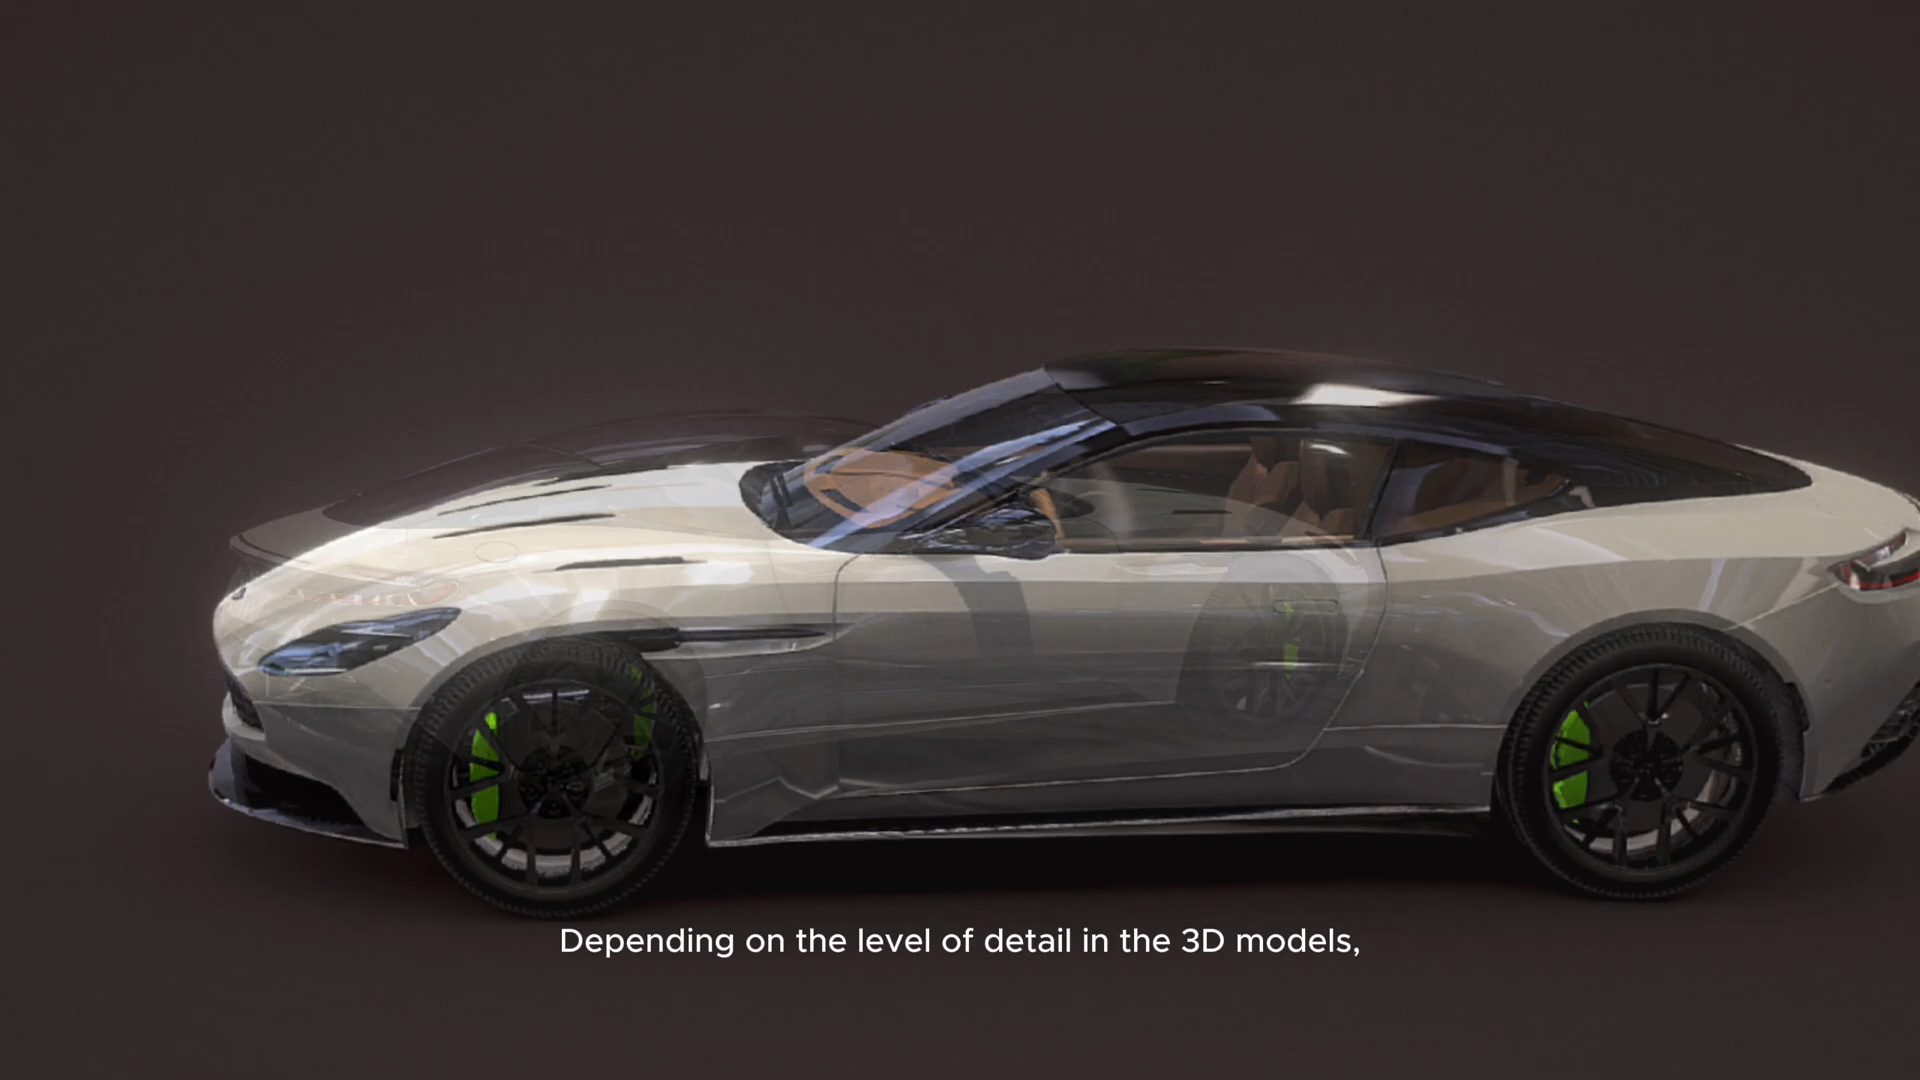 Depending on the level of detail in the 3D models,